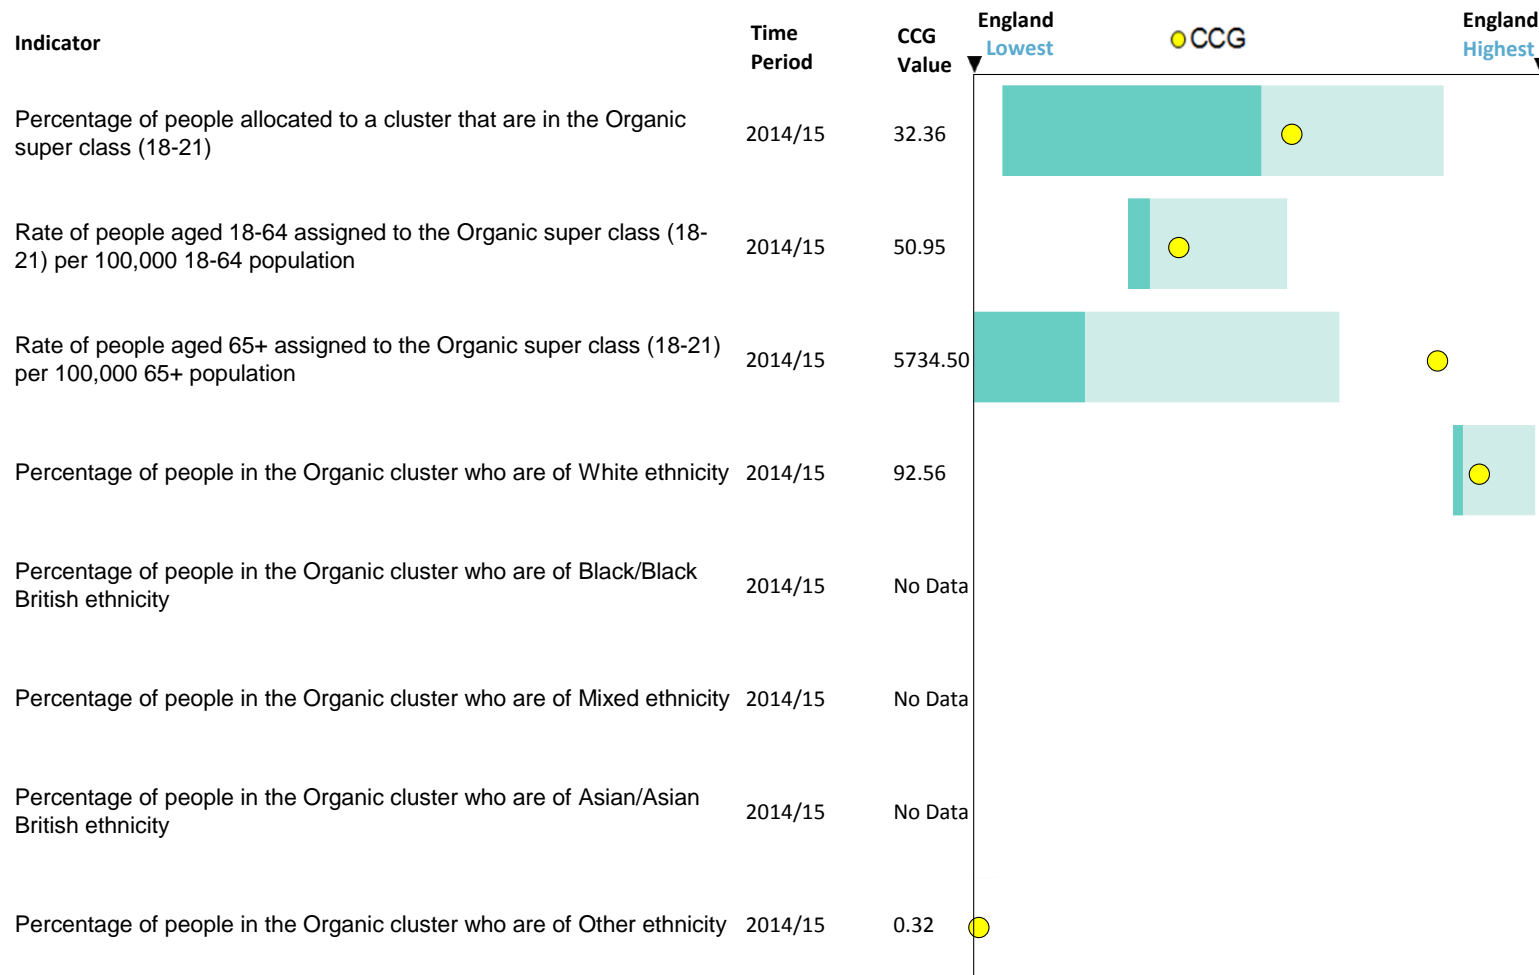 Indicator
Time
Period
CCG
Value
England
Lowest
CCG
England
Highest
Percentage of people allocated to a cluster that are in the Organic
super class (18-21)
2014/15
32.36
Rate of people aged 18-64 assigned to the Organic super class (18-
21) per 100,000 18-64 population
2014/15
50.95
Rate of people aged 65+ assigned to the Organic super class (18-21)
per 100,000 65+ population
2014/15
5734.50
Percentage of people in the Organic cluster who are of White ethnicity
2014/15
92.56
Percentage of people in the Organic cluster who are of Black/Black
British ethnicity
2014/15
No Data
Percentage of people in the Organic cluster who are of Mixed ethnicity
2014/15
No Data
Percentage of people in the Organic cluster who are of Asian/Asian
British ethnicity
2014/15
No Data
Percentage of people in the Organic cluster who are of Other ethnicity
2014/15
0.32